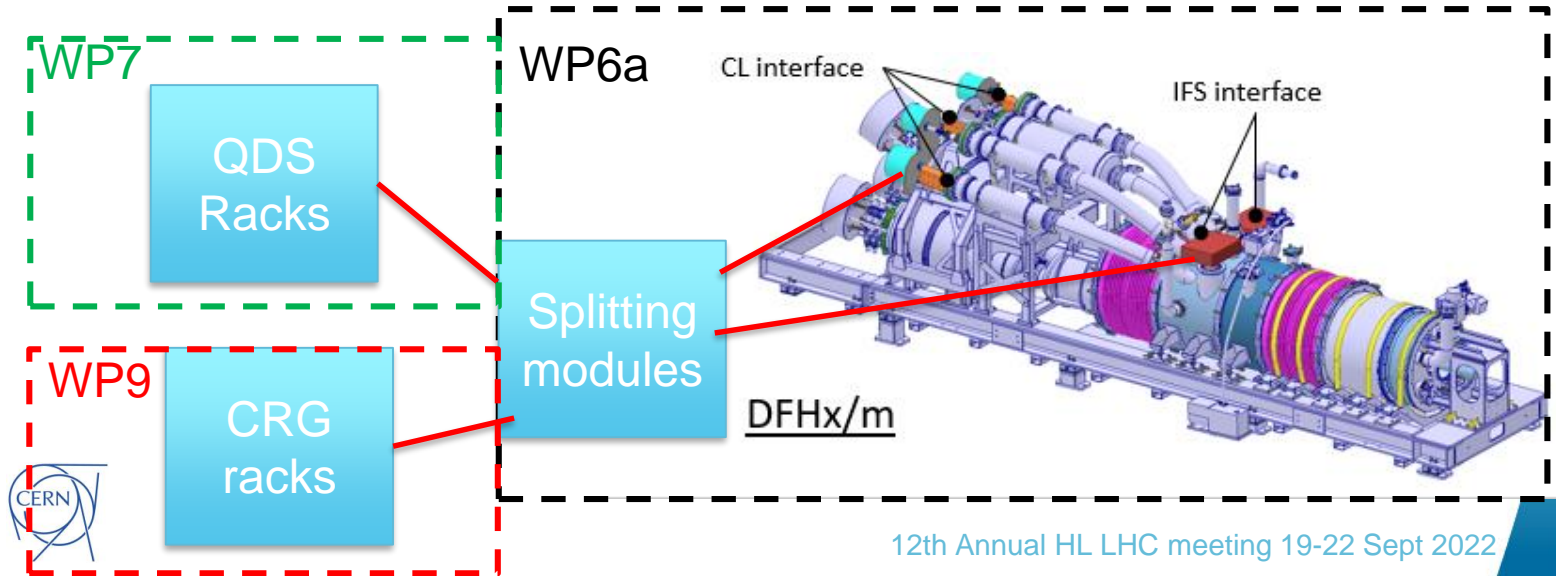 WP7
QDS
Racks
WP9
CRG
racks
WP6a
Splitting
modules
CL interface
IFS interface
DFHx/m
CERN
12th Annual HL LHC meeting 19-22 Sept 2022